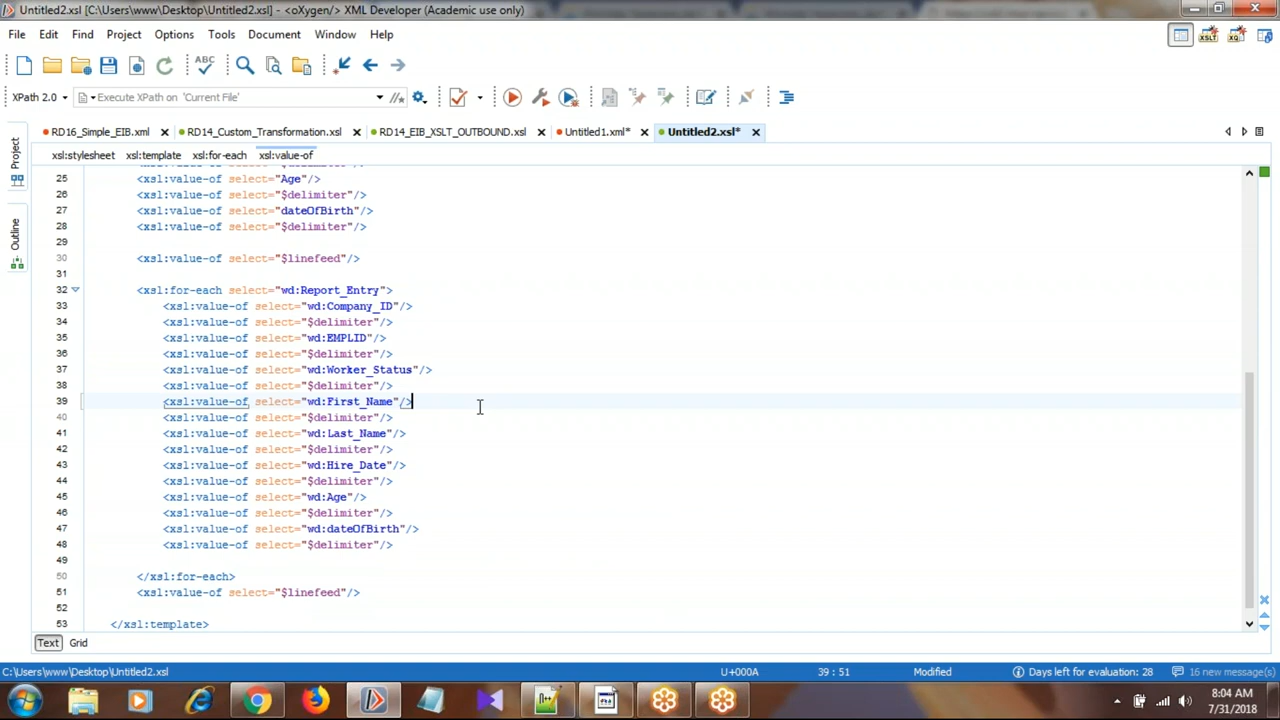 Untitled2.xsl [C:\Users\www\Desktop\Untitled2.xsl] - <oXygen/> XML Developer (Academic use only)
File Edit Find Project Options Tools Document Window Help
XPath 2.0 Execute XPath on 'Current File'
RD16_Simple_EIB.xml RD14_Custom_Transformation.xsl RD14_EIB_XSLT_OUTBOUND.xsl Untitled1.xml* Untitled2.xsl*
xsl:stylesheet xsl:template xsl:for-each xsl:value-of
Project
Outline
25 <xsl:value-of select="Age"/>
26 <xsl:value-of select="$delimiter"/>
27 <xsl:value-of select="dateOfBirth"/>
28 <xsl:value-of select="$delimiter"/>
29
30 <xsl:value-of select="$linefeed"/>
31
32 <xsl:for-each select="wd:Report_Entry">
33 <xsl:value-of select="wd:Company_ID"/>
34 <xsl:value-of select="$delimiter"/>
35 <xsl:value-of select="wd:EMPLID"/>
36 <xsl:value-of select="$delimiter"/>
37 <xsl:value-of select="wd:Worker_Status"/>
38 <xsl:value-of select="$delimiter"/>
39 <xsl:value-of select="wd:First_Name"/>
40 <xsl:value-of select="$delimiter"/>
41 <xsl:value-of select="wd:Last_Name"/>
42 <xsl:value-of select="$delimiter"/>
43 <xsl:value-of select="wd:Hire_Date"/>
44 <xsl:value-of select="$delimiter"/>
45 <xsl:value-of select="wd:Age"/>
46 <xsl:value-of select="$delimiter"/>
47 <xsl:value-of select="wd:dateOfBirth"/>
48 <xsl:value-of select="$delimiter"/>
49
50 </xsl:for-each>
51 <xsl:value-of select="$linefeed"/>
52
53 </xsl:template>
Text Grid
C:\Users\www\Desktop\Untitled2.xsl U+000A 39 : 51 Modified Days left for evaluation: 28 16 new message(s)
8:04 AM
7/31/2018